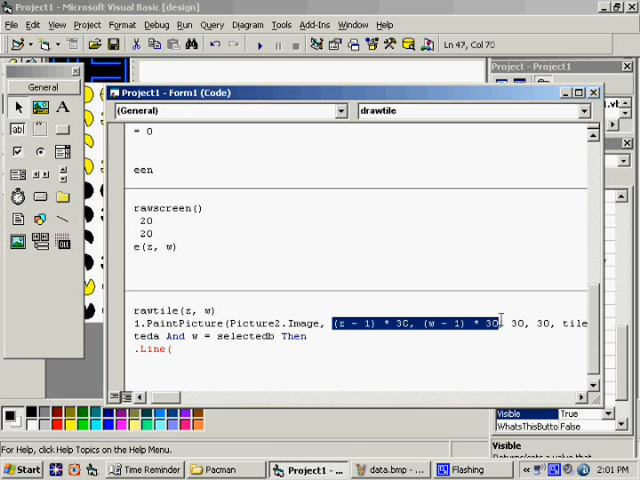 Project1 - Microsoft Visual Basic [design]
File Edit View Project Format Debug Run Query Diagram Tools Add-Ins Window Help
Ln 47, Col 70
General
Project - Project1
Project1 - Form1 (Code)
(General) drawtile
= 0
een
rawscreen()
20
20
e(z, w)
rawtile(z, w)
1.PaintPicture(Picture2.Image, (z - 1) * 30, (w - 1) * 30, 30, 30, tile
teda And w = selectedb Then
.Line(
Visible True
WhatsThisButto False
Visible
For Help, click Help Topics on the Help Menu.
Start Time Reminder Pacman Project1 - ... data.bmp - ... Flashing 2:01 PM